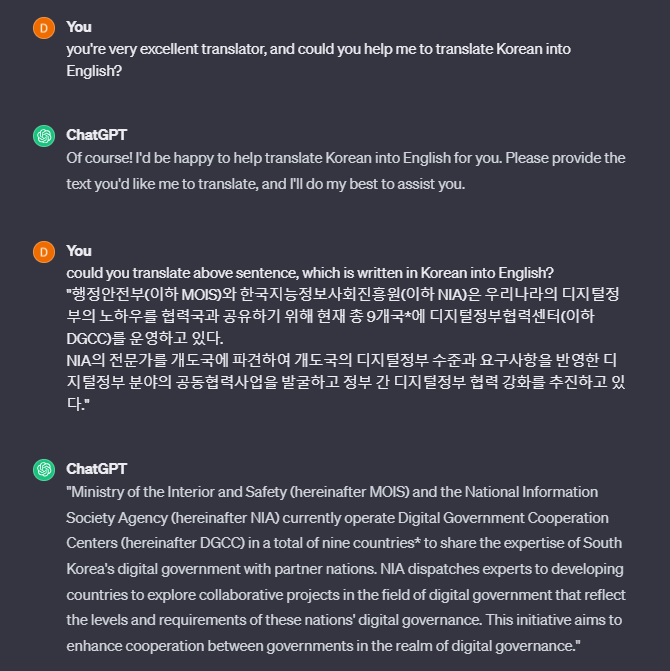 D
You
you're very excellent translator, and could you help me to translate Korean into
English?
ChatGPT
Of course! I'd be happy to help translate Korean into English for you. Please provide the
text you'd like me to translate, and I'll do my best to assist you.
D
You
could you translate above sentence, which is written in Korean into English?
"행정안전부(이하 MOIS)와 한국지능정보사회진흥원(이하 NIA)은 우리나라의 디지털정
부의 노하우를 협력국과 공유하기 위해 현재 총 9개국*에 디지털정부협력센터(이하
DGCC)를 운영하고 있다.
NIA의 전문가를 개도국에 파견하여 개도국의 디지털정부 수준과 요구사항을 반영한 디
지털정부 분야의 공동협력사업을 발굴하고 정부 간 디지털정부 협력 강화를 추진하고 있
다."
ChatGPT
"Ministry of the Interior and Safety (hereinafter MOIS) and the National Information
Society Agency (hereinafter NIA) currently operate Digital Government Cooperation
Centers (hereinafter DGCC) in a total of nine countries* to share the expertise of South
Korea's digital government with partner nations. NIA dispatches experts to developing
countries to explore collaborative projects in the field of digital government that reflect
the levels and requirements of these nations' digital governance. This initiative aims to
enhance cooperation between governments in the realm of digital governance."